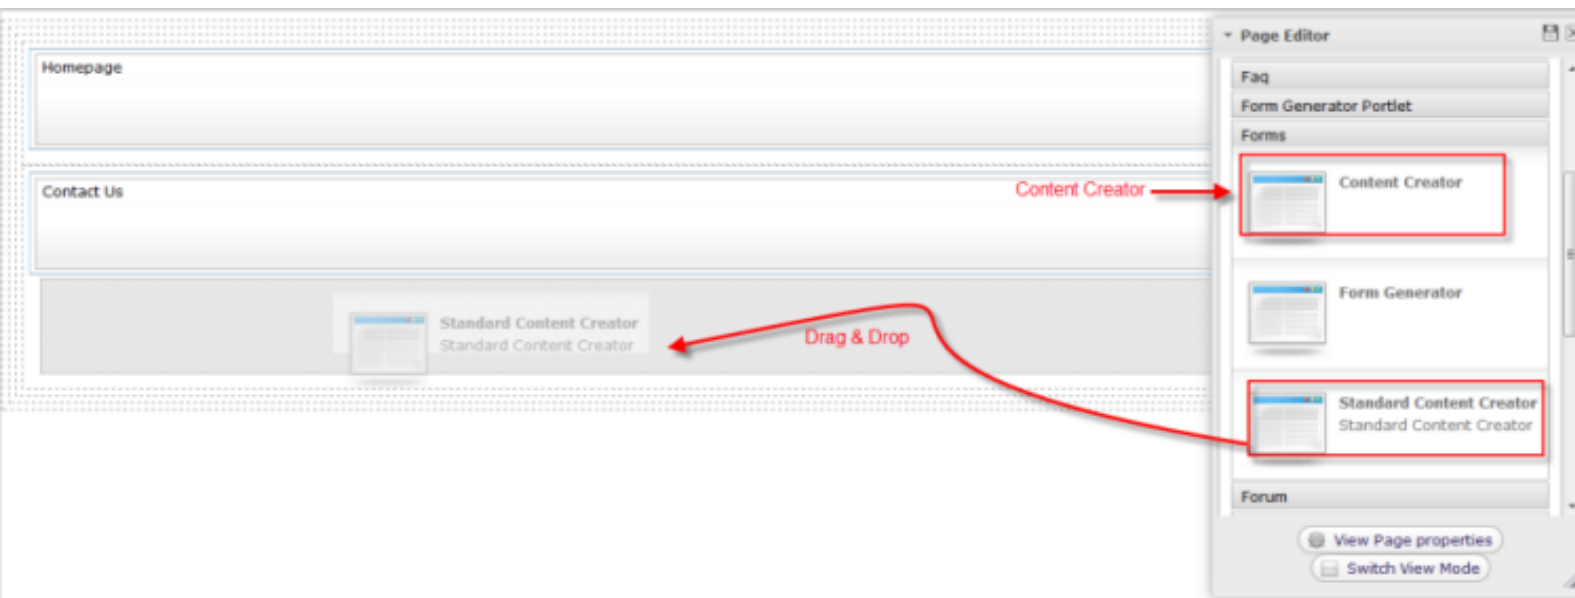 Page Editor
Homepage
Faq
Form Generator Portlet
Forms
Content Creator
Contact Us
Content Creator
Form Generator
Standard Content Creator
Standard Content Creator
Drag & Drop
Standard Content Creator
Standard Content Creator
Forum
View Page properties
Switch View Mode